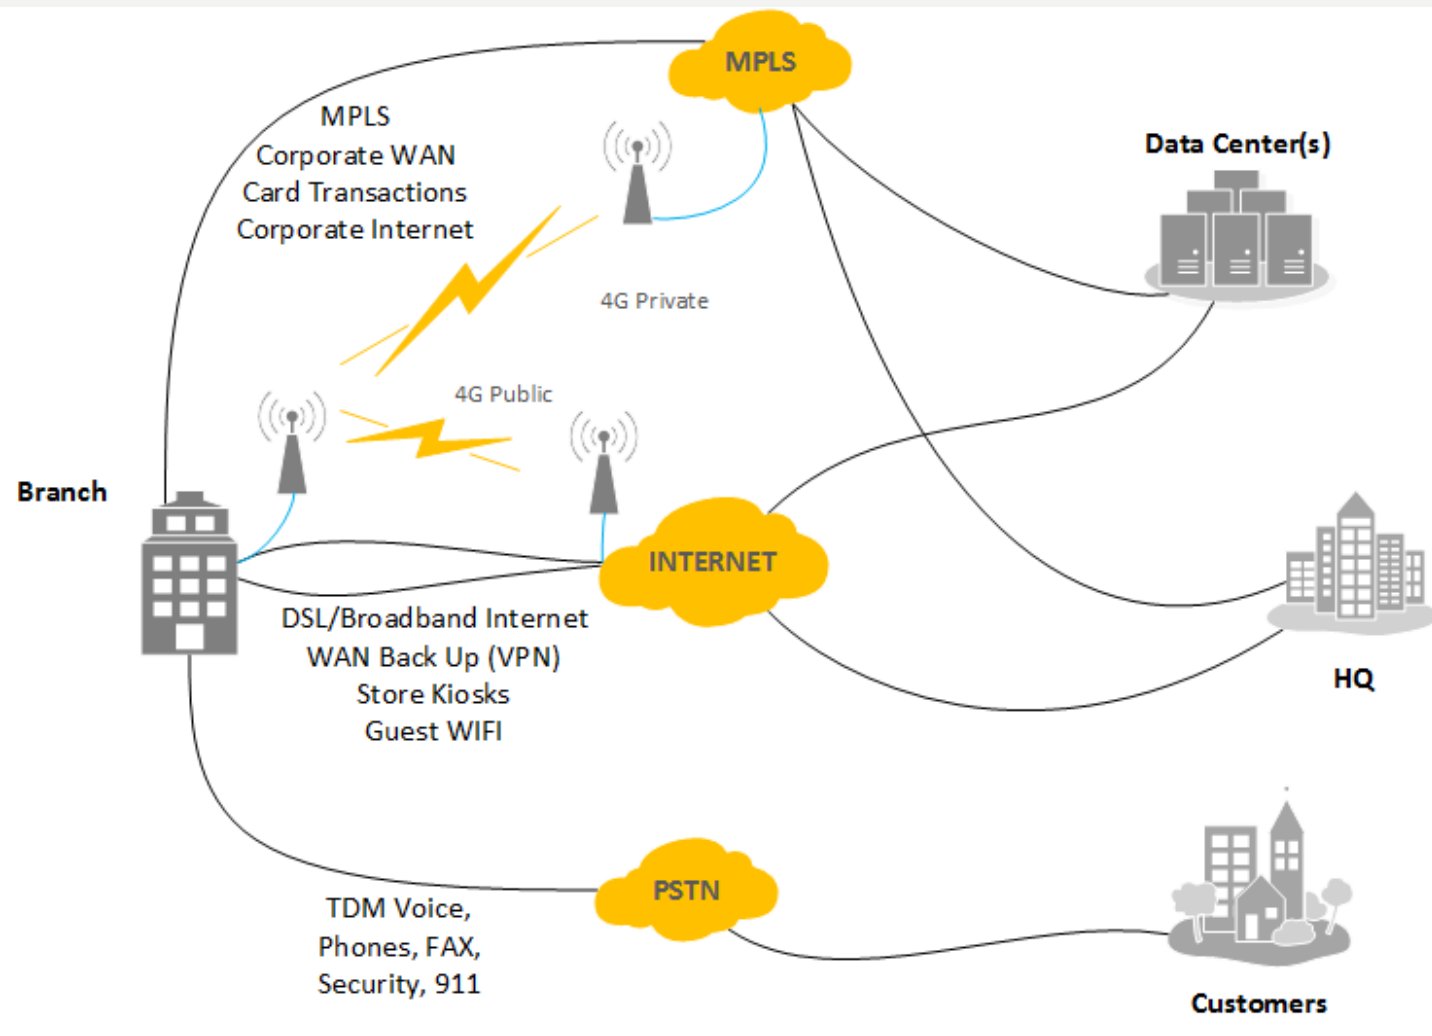 MPLS
MPLS
Corporate WAN
Card Transactions
Corporate Internet
Data Center(s)
4G Private
4G Public
Branch
INTERNET
DSL/Broadband Internet
WAN Back Up (VPN)
Store Kiosks
Guest WIFI
HQ
PSTN
TDM Voice,
Phones, FAX,
Security, 911
Customers